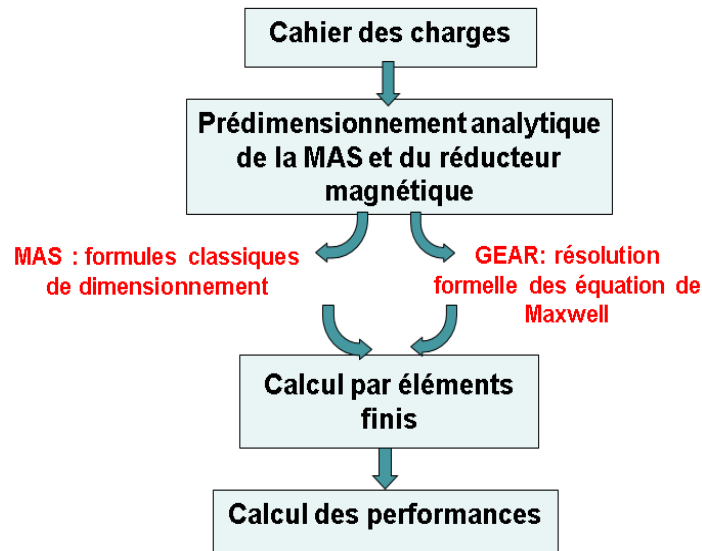 Cahier des charges
Prédimensionnement analytique
de la MAS et du réducteur
magnétique
MAS : formules classiques
de dimensionnement
GEAR: résolution
formelle des équation de
Maxwell
Calcul par éléments
finis
Calcul des performances